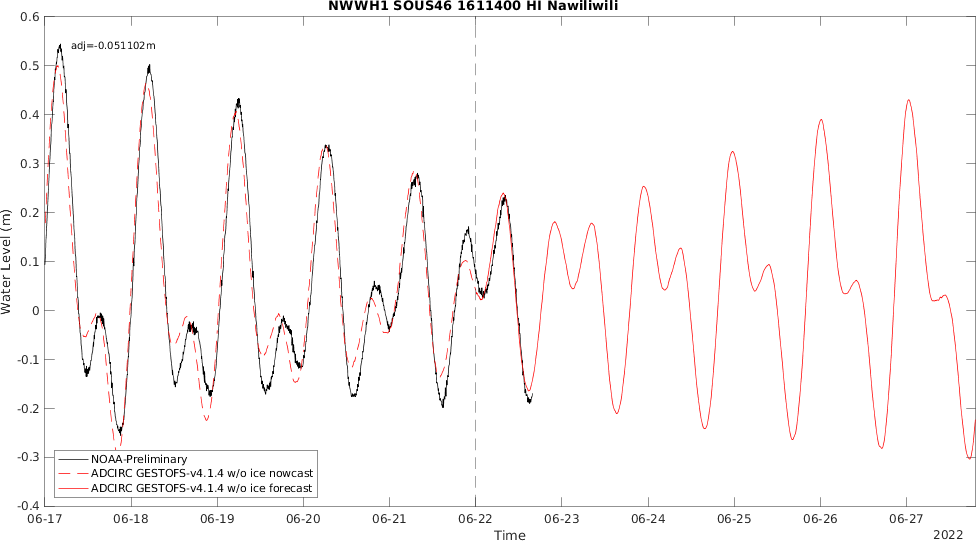 NWWH1 SOUS46 1611400 HI Nawiliwili
adj=-0.051102m
0.6
0.5
0.4
0.3
0.2
0.1
0
-0.1
-0.2
-0.3
-0.4
Water Level (m)
NOAA-Preliminary
ADCIRC GESTOFS-v4.1.4 w/o ice nowcast
ADCIRC GESTOFS-v4.1.4 w/o ice forecast
06-17 06-18 06-19 06-20 06-21 06-22 06-23 06-24 06-25 06-26 06-27
Time
2022